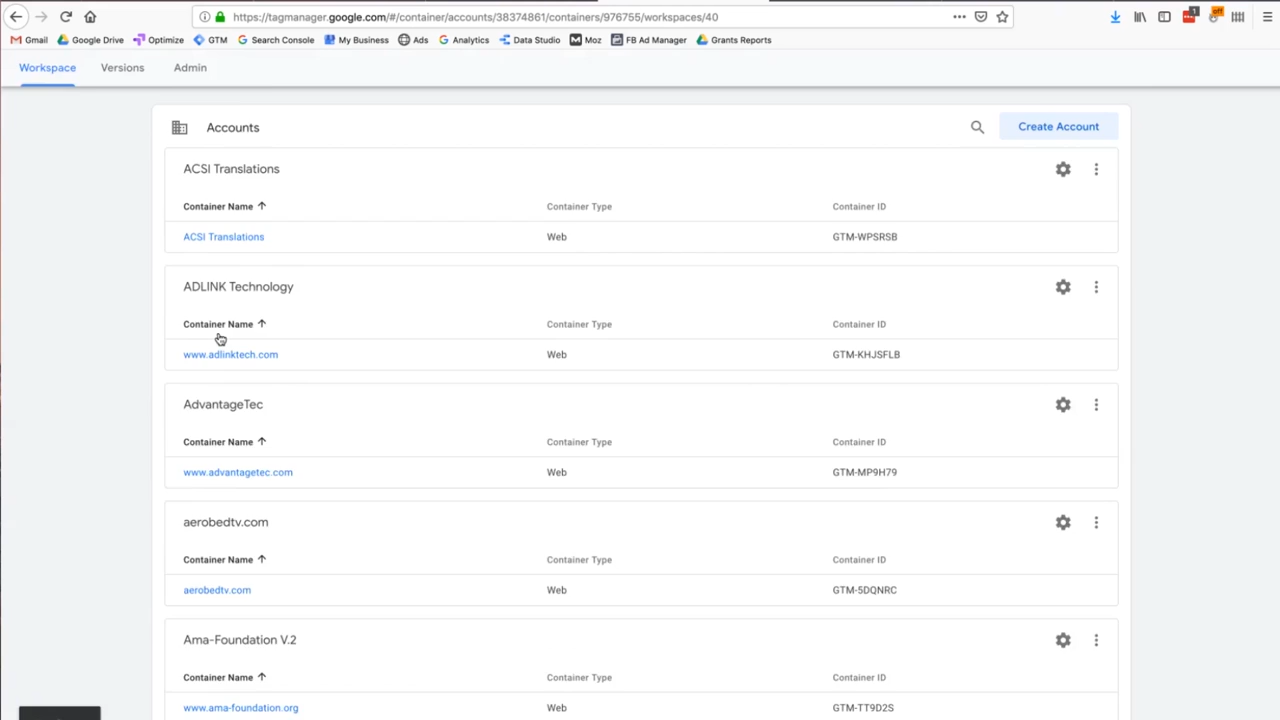 https://tagmanager.google.com/#/container/accounts/38374861/containers/976755/workspaces/40
1
off
Gmail Google Drive Optimize GTM Search Console My Business Ads Analytics Data Studio Moz FB Ad Manager Grants Reports
Workspace Versions Admin
Accounts Create Account
ACSI Translations
Container Name Container Type Container ID
ACSI Translations Web GTM-WPSRSB
ADLINK Technology
Container Name Container Type Container ID
www.adlinktech.com Web GTM-KHJSFLB
AdvantageTec
Container Name Container Type Container ID
www.advantagetec.com Web GTM-MP9H79
aerobedtv.com
Container Name Container Type Container ID
aerobedtv.com Web GTM-5DQNRC
Ama-Foundation V.2
Container Name Container Type Container ID
www.ama-foundation.org Web GTM-TT9D2S